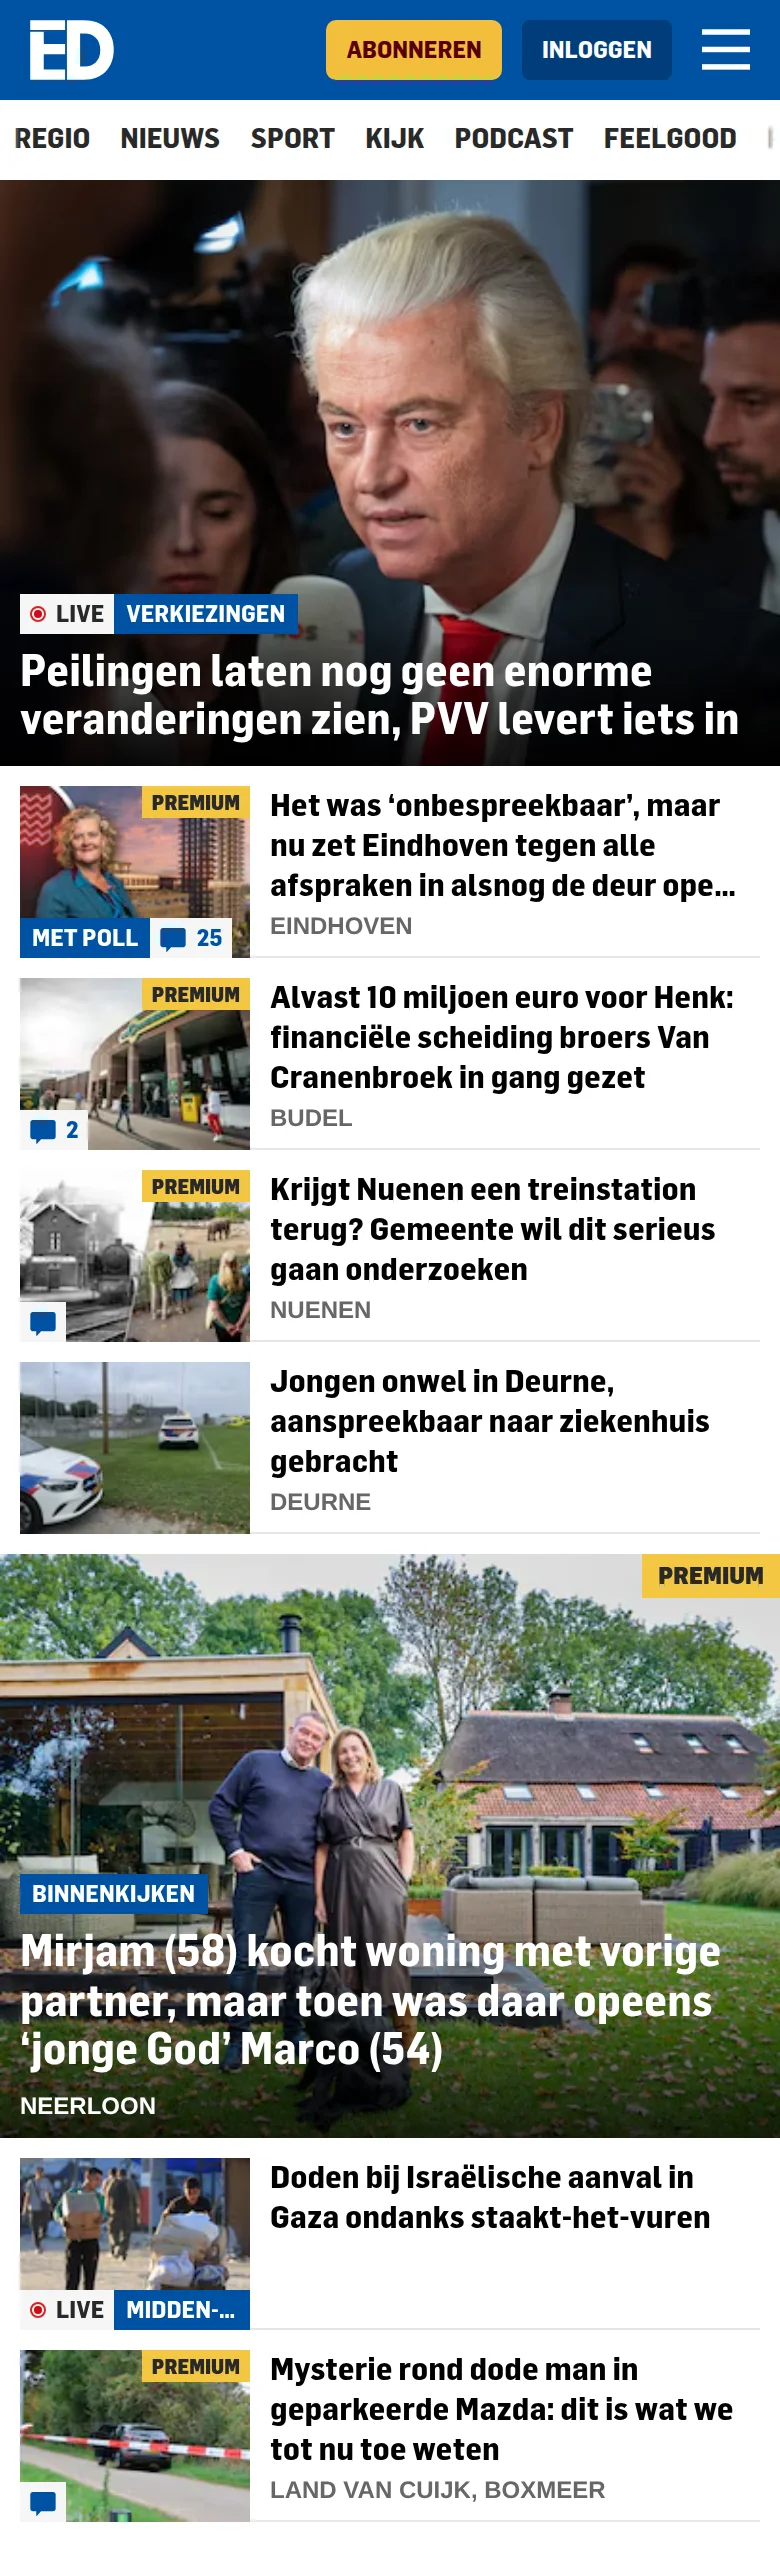 ED
ABONNEREN
INLOGGEN
REGIO NIEUWS SPORT KIJK PODCAST FEELGOOD
LIVE VERKIEZINGEN
Peilingen laten nog geen enorme
veranderingen zien, PVV levert iets in
PREMIUM
MET POLL 25
Het was ‘onbespreekbaar’, maar
nu zet Eindhoven tegen alle
afspraken in alsnog de deur ope...
EINDHOVEN
PREMIUM
2
Alvast 10 miljoen euro voor Henk:
financiële scheiding broers Van
Cranenbroek in gang gezet
BUDEL
PREMIUM
Krijgt Nuenen een treinstation
terug? Gemeente wil dit serieus
gaan onderzoeken
NUENEN
Jongen onwel in Deurne,
aanspreekbaar naar ziekenhuis
gebracht
DEURNE
PREMIUM
BINNENKIJKEN
Mirjam (58) kocht woning met vorige
partner, maar toen was daar opeens
‘jonge God’ Marco (54)
NEERLOON
LIVE MIDDEN-...
Doden bij Israëlische aanval in
Gaza ondanks staakt-het-vuren
PREMIUM
Mysterie rond dode man in
geparkeerde Mazda: dit is wat we
tot nu toe weten
LAND VAN CUIJK, BOXMEER